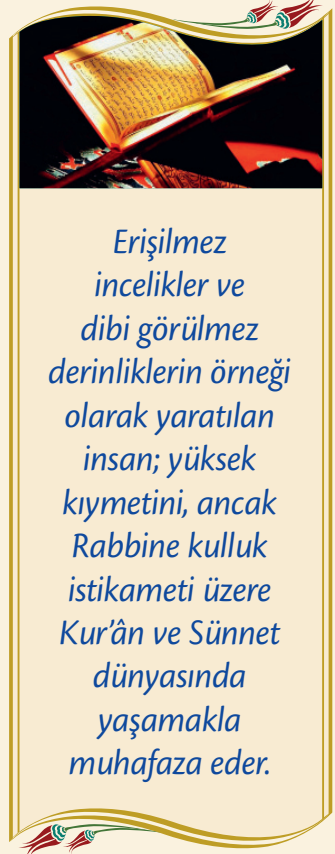 Erişilmez
incelikler ve
dibi görülmez
derinliklerin örneği
olarak yaratılan
insan; yüksek
kıymetini, ancak
Rabbine kulluk
istikameti üzere
Kur’ân ve Sünnet
dünyasında
yaşamakla
muhafaza eder.